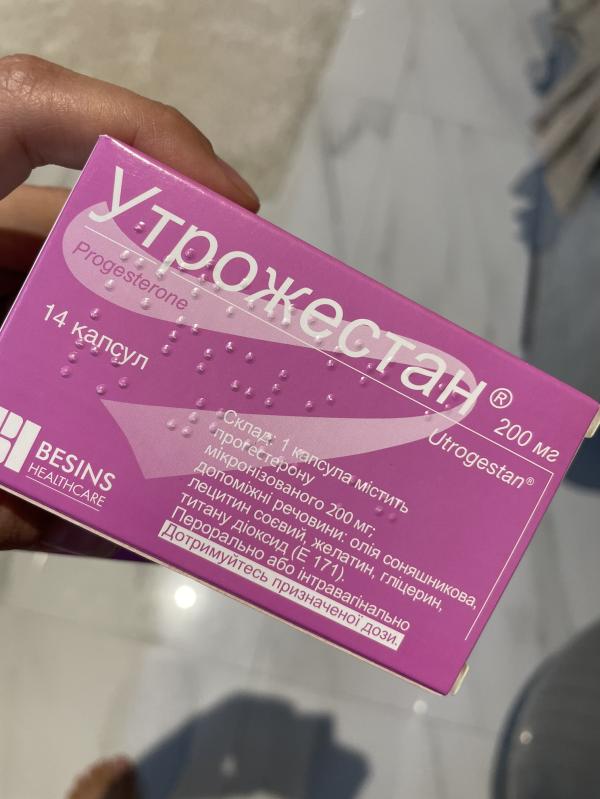 Утрожестан®
200 мг
Progesterone
Utrogestan®
14 капсул
BESINS
HEALTHCARE
Склад: 1 капсула містить
прогестерону
мікронізованого 200 мг;
допоміжні речовини: олія соняшникова,
лецитин соєвий, желатин, гліцерин,
титану діоксид (Е 171).
Перорально або інтравагінально
Дотримуйтесь призначеної дози.